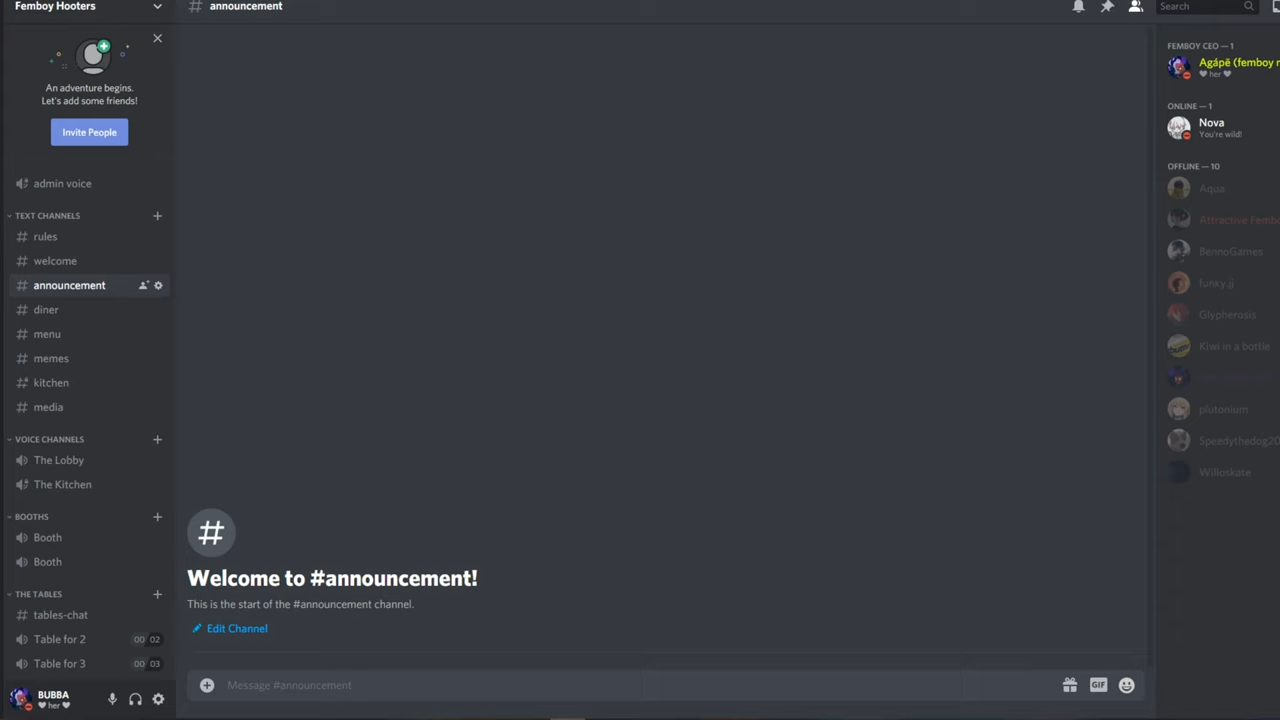 Femboy Hooters
announcement
Search
An adventure begins.
Let's add some friends!
Invite People
admin voice
TEXT CHANNELS
rules
welcome
announcement
diner
menu
memes
kitchen
media
VOICE CHANNELS
The Lobby
The Kitchen
BOOTHS
Booth
Booth
THE TABLES
tables-chat
Table for 2 00 02
Table for 3 00 03
BUBBA
her
Welcome to #announcement!
This is the start of the #announcement channel.
Edit Channel
Message #announcement
GIF
FEMBOY CEO — 1
Agápē (femboy
her
ONLINE — 1
Nova
You're wild!
OFFLINE — 10
Aqua
Attractive Femb
BennoGames
funky.jj
Glypherosis
Kiwi in a bottle
plutonium
Speedythedog20
Willoskate